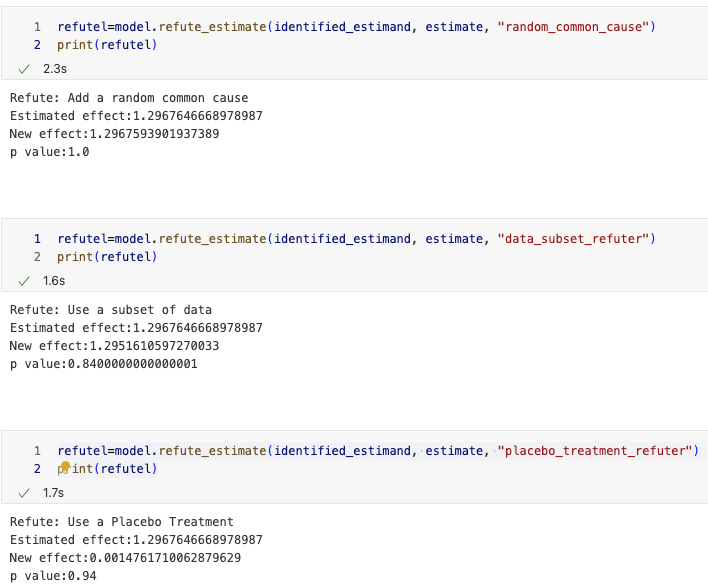 1 refutel=model.refute_estimate(identified_estimand, estimate, "random_common_cause")
2 print(refutel)
2.3s
Refute: Add a random common cause
Estimated effect:1.2967646668978987
New effect:1.2967593901937389
p value:1.0
1 refutel=model.refute_estimate(identified_estimand, estimate, "data_subset_refuter")
2 print(refutel)
1.6s
Refute: Use a subset of data
Estimated effect:1.2967646668978987
New effect:1.2951610597270033
p value:0.8400000000000001
1 refutel=model.refute_estimate(identified_estimand, estimate, "placebo_treatment_refuter")
2 print(refutel)
1.7s
Refute: Use a Placebo Treatment
Estimated effect:1.2967646668978987
New effect:0.0014761710062879629
p value:0.94